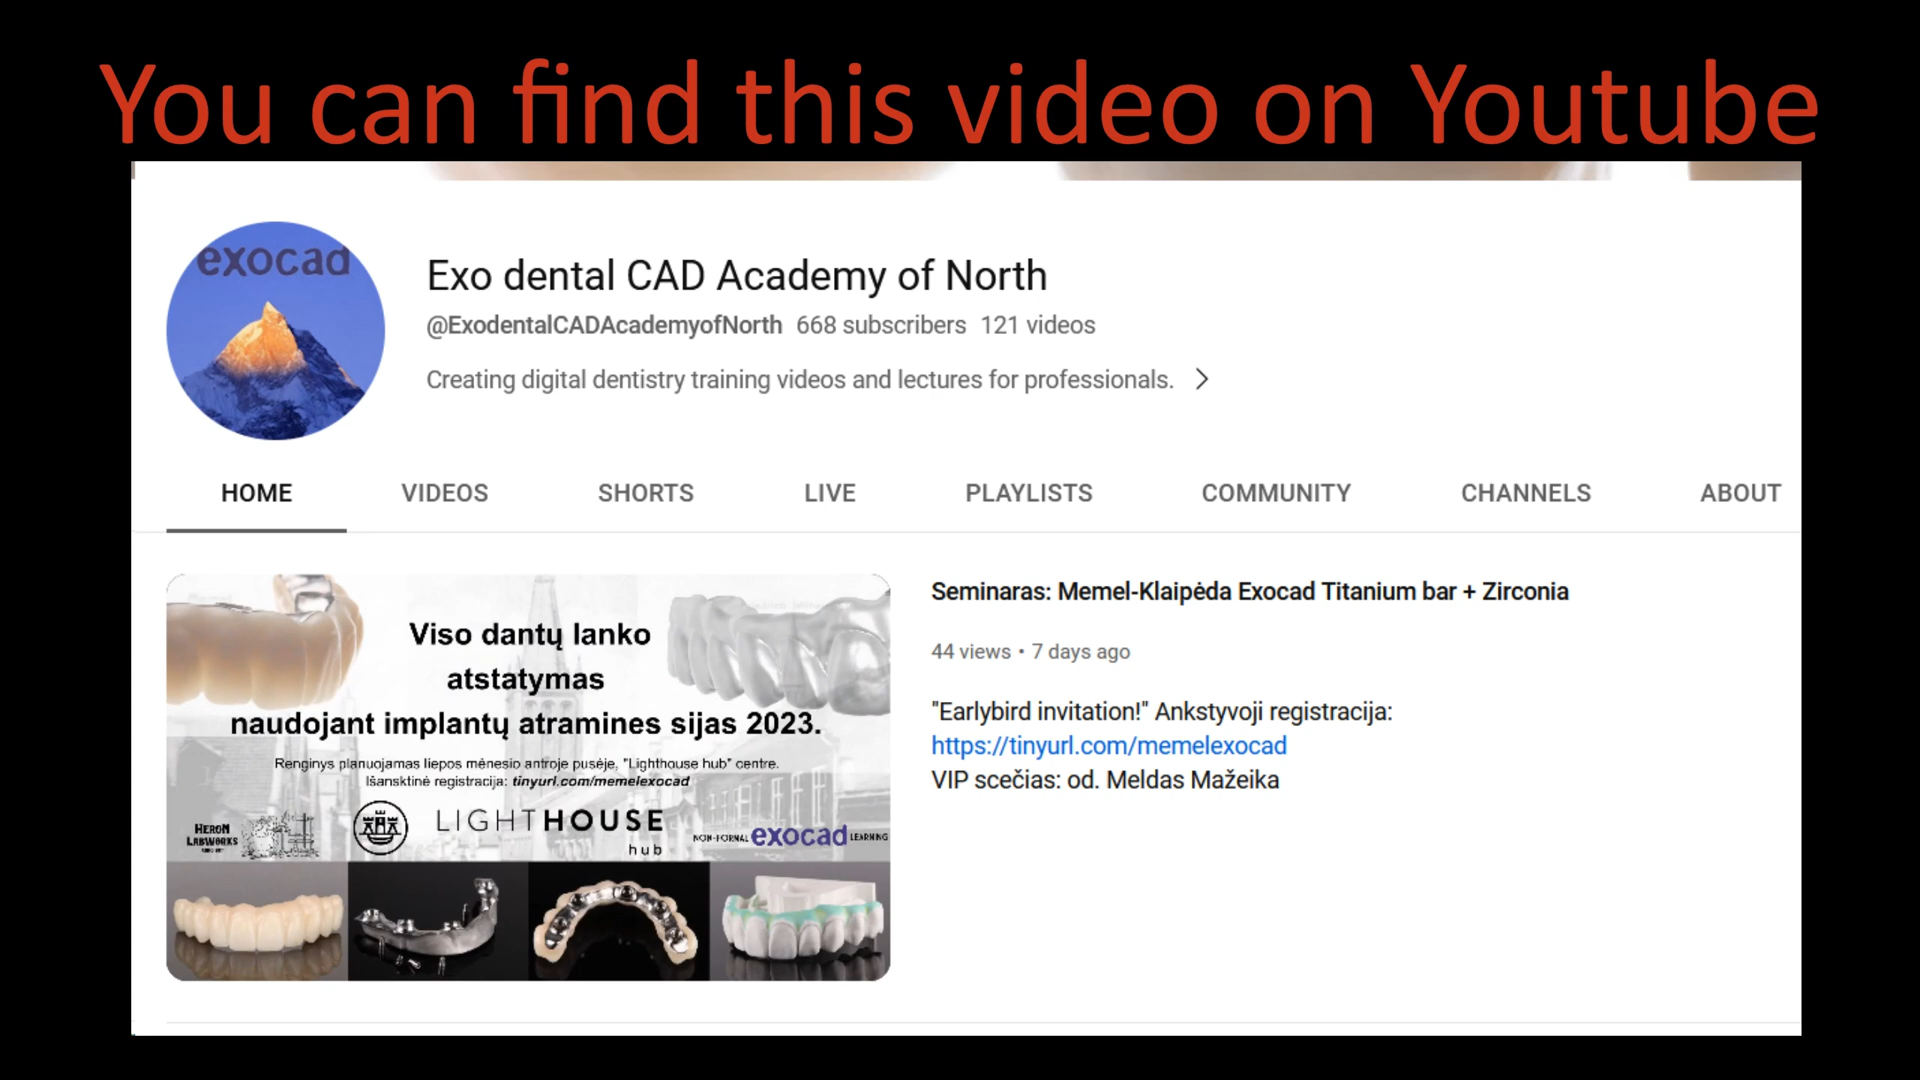 You can find this video on Youtube
exocad
Exo dental CAD Academy of North
@ExodentalCADAcademyofNorth 668 subscribers 121 videos
Creating digital dentistry training videos and lectures for professionals.
HOME VIDEOS SHORTS LIVE PLAYLISTS COMMUNITY CHANNELS ABOUT
Viso dantų lanko
atstatymas
naudojant implantų atramines sijas 2023.
Renginys planuojamas liepos mėnesio antroje pusėje, "Lighthouse hub" centre.
Išankstinė registracija: tinyurl.com/memelexocad
HERON
LABWORKS
LIGHTHOUSE
hub
NON-FORMAL exocad LEARNING
Seminaras: Memel-Klaipėda Exocad Titanium bar + Zirconia
44 views • 7 days ago
"Earlybird invitation!" Ankstyvoji registracija:
https://tinyurl.com/memelexocad
VIP scečias: od. Meldas Mažeika